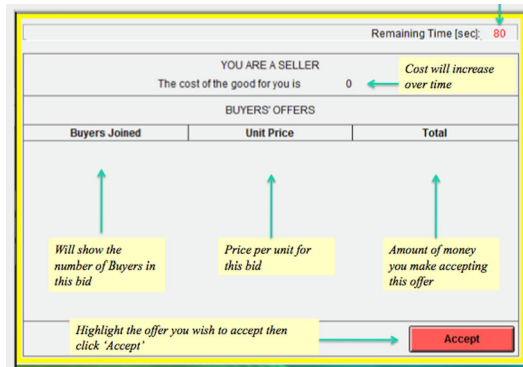 Remaining Time [sec]: 80
YOU ARE A SELLER
The cost of the good for you is 0
Cost will increase
over time
BUYERS' OFFERS
Buyers Joined Unit Price Total
Will show the
number of Buyers in
this bid
Price per unit for
this bid
Amount of money
you make accepting
this offer
Highlight the offer you wish to accept then
click 'Accept'
Accept